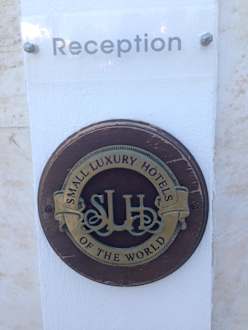 Reception
SMALL LUXURY HOTELS
SLH
OF THE WORLD